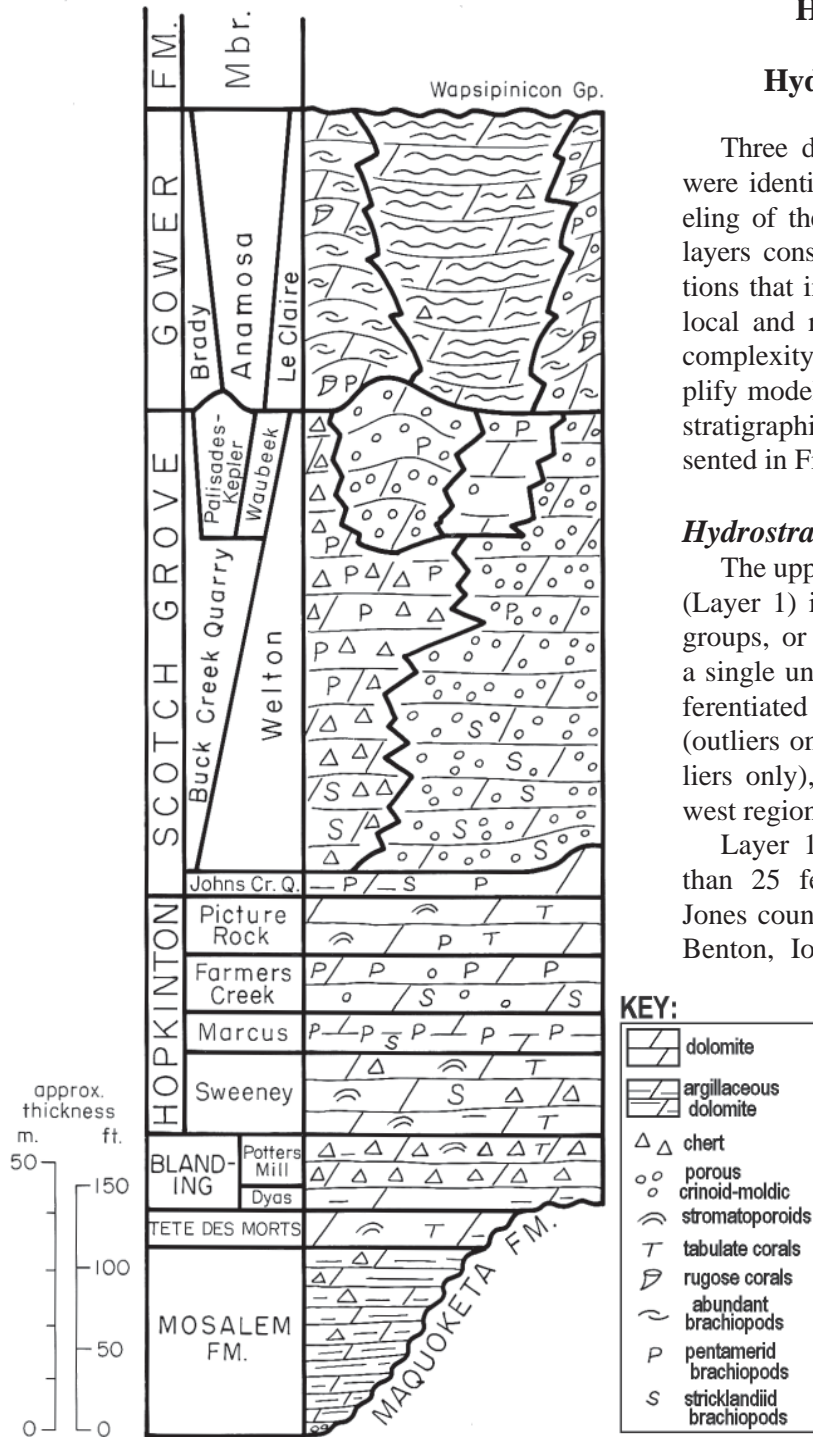 FM.
Mbr.
Wapsipinicon Gp.
GOWER
Brady
Anamosa
Le Claire
SCOTCH GROVE
Palisades-
Kepler
Waubeek
Buck Creek Quarry
Welton
Johns Cr. Q.
HOPKINTON
Picture
Rock
Farmers
Creek
Marcus
Sweeney
BLAND-
ING
Potters
Mill
Dyas
TETE DES MORTS
MOSALEM
FM.
MAQUOKETA FM.
approx.
thickness
m. ft.
50
150
100
50
0 0
H
Hyd
Three d
were identi
eling of the
layers cons
tions that i
local and r
complexity
plify mode
stratigraphi
sented in F
Hydrostra
The upp
(Layer 1) i
groups, or
a single un
ferentiated
(outliers or
liers only),
west region
Layer 1
than 25 fe
Jones coun
Benton, Io
KEY:
dolomite
argillaceous
dolomite
chert
porous
crinoid-moldic
stromatoporoids
T tabulate corals
rugose corals
abundant
brachiopods
P pentamerid
brachiopods
S stricklandiid
brachiopods